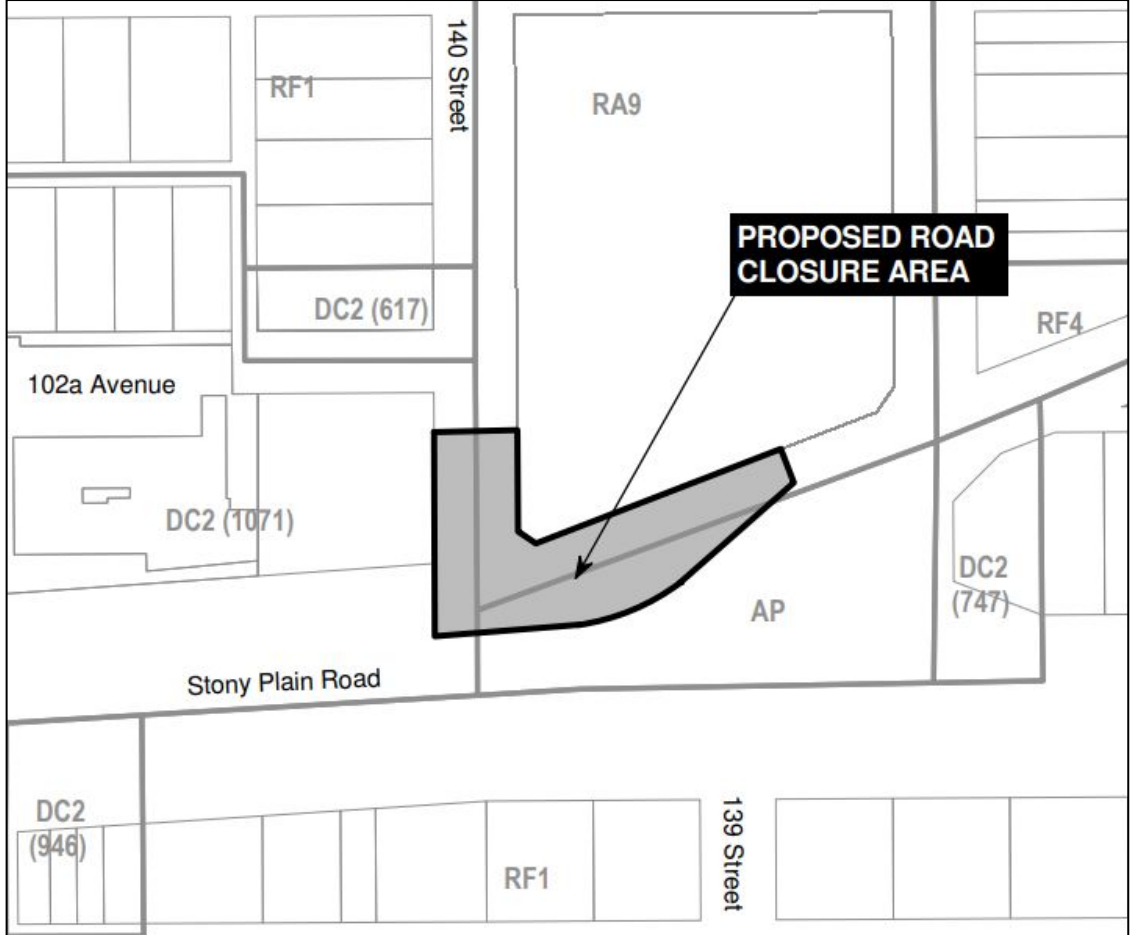 140 Street
RF1
RA9
PROPOSED ROAD
CLOSURE AREA
DC2 (617)
RF4
102a Avenue
DC2 (1071)
DC2
(747)
AP
Stony Plain Road
DC2
(946)
139 Street
RF1